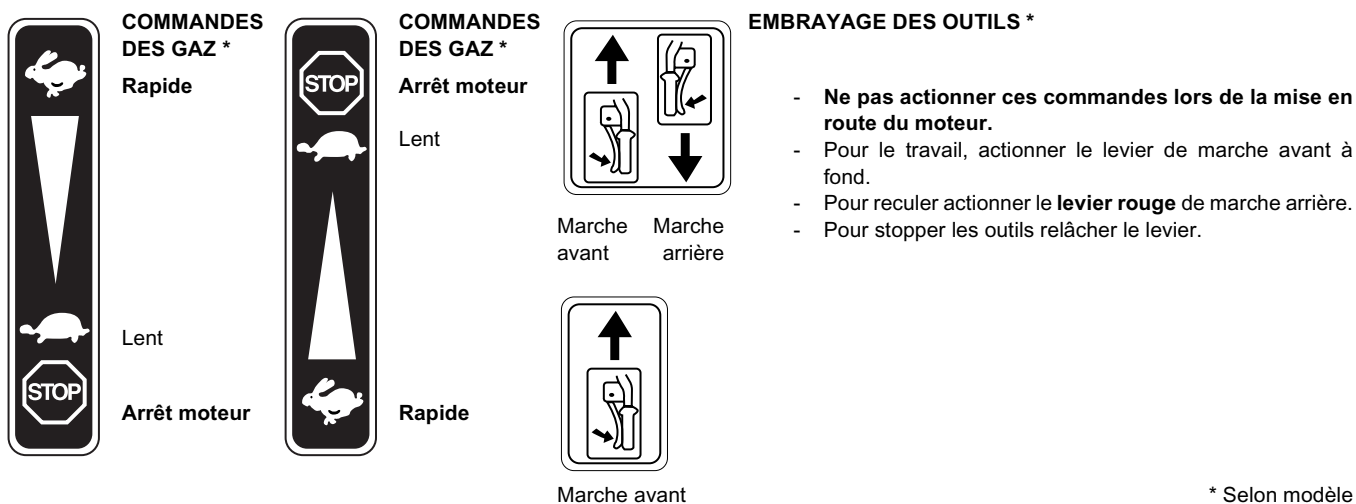 COMMANDES
DES GAZ *
Rapide
Lent
STOP
Arrêt moteur
COMMANDES
DES GAZ *
STOP
Arrêt moteur
Lent
Rapide
Marche
avant
Marche
arrière
Marche avant
EMBRAYAGE DES OUTILS *
- Ne pas actionner ces commandes lors de la mise en
route du moteur.
- Pour le travail, actionner le levier de marche avant à
fond.
- Pour reculer actionner le levier rouge de marche arrière.
- Pour stopper les outils relâcher le levier.
* Selon modèle